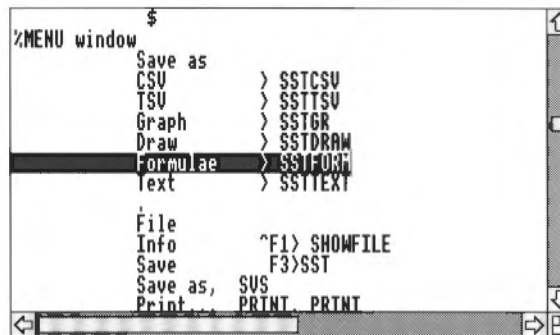 $
%MENU window
Save as
CSV > SSTCSV
TSV > SSTTSV
Graph > SSTGR
Draw > SSTDRAW
Formulae > SSTFORM
Text > SSTTEXT
.
File
Info ^F1> SHOWFILE
Save F3>SST
Save as, SVS
Print... PRINT, PRINT